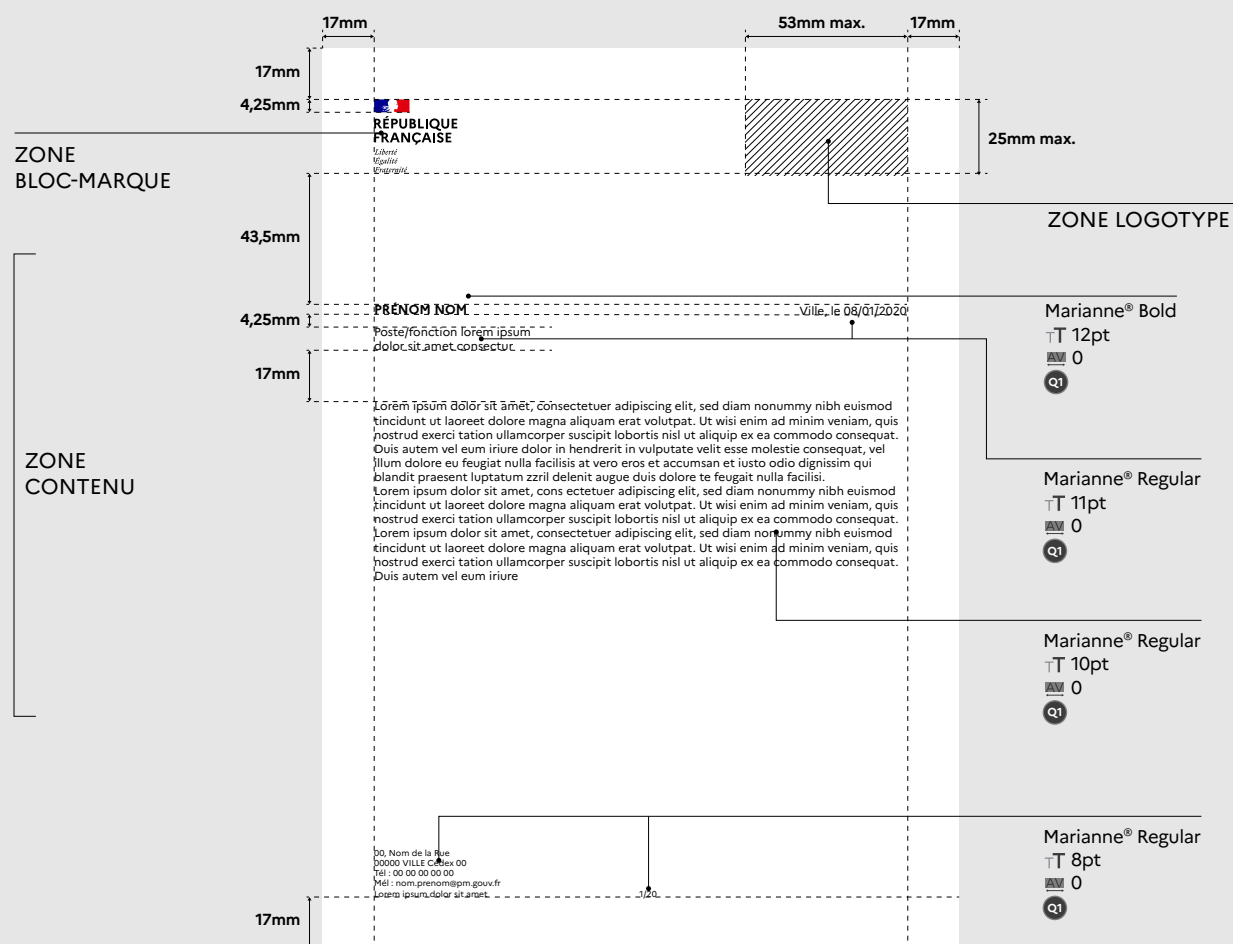 17mm
53mm max.
17mm
17mm
4,25mm
RÉPUBLIQUE
FRANÇAISE
Liberté
Égalité
Fraternité
25mm max.
ZONE
BLOC-MARQUE
ZONE LOGOTYPE
43,5mm
PRÉNOM NOM
Ville, le 08/01/2020
4,25mm
Poste/fonction lorem ipsum
dolor sit amet consectur
17mm
Marianne® Bold
TT 12pt
AV 0
Q1
ZONE
CONTENU
Lorem ipsum dolor sit amet, consectetuer adipiscing elit, sed diam nonummy nibh euismod
tincidunt ut laoreet dolore magna aliquam erat volutpat. Ut wisi enim ad minim veniam, quis
nostrud exerci tation ullamcorper suscipit lobortis nisl ut aliquip ex ea commodo consequat.
Duis autem vel eum iriure dolor in hendrerit in vulputate velit esse molestie consequat, vel
illum dolore eu feugiat nulla facilisis at vero eros et accumsan et iusto odio dignissim qui
blandit praesent luptatum zzril delenit augue duis dolore te feugait nulla facilisi.
Lorem ipsum dolor sit amet, cons ectetuer adipiscing elit, sed diam nonummy nibh euismod
tincidunt ut laoreet dolore magna aliquam erat volutpat. Ut wisi enim ad minim veniam, quis
nostrud exerci tation ullamcorper suscipit lobortis nisl ut aliquip ex ea commodo consequat.
Lorem ipsum dolor sit amet, consectetuer adipiscing elit, sed diam nonummy nibh euismod
tincidunt ut laoreet dolore magna aliquam erat volutpat. Ut wisi enim ad minim veniam, quis
nostrud exerci tation ullamcorper suscipit lobortis nisl ut aliquip ex ea commodo consequat.
Duis autem vel eum iriure
Marianne® Regular
TT 11pt
AV 0
Q1
Marianne® Regular
TT 10pt
AV 0
Q1
00, Nom de la Rue
00000 VILLE Cedex 00
Tél : 00 00 00 00 00
Mél : nom.prenom@pm.gouv.fr
Lorem ipsum dolor sit amet
1/20
Marianne® Regular
TT 8pt
AV 0
Q1
17mm